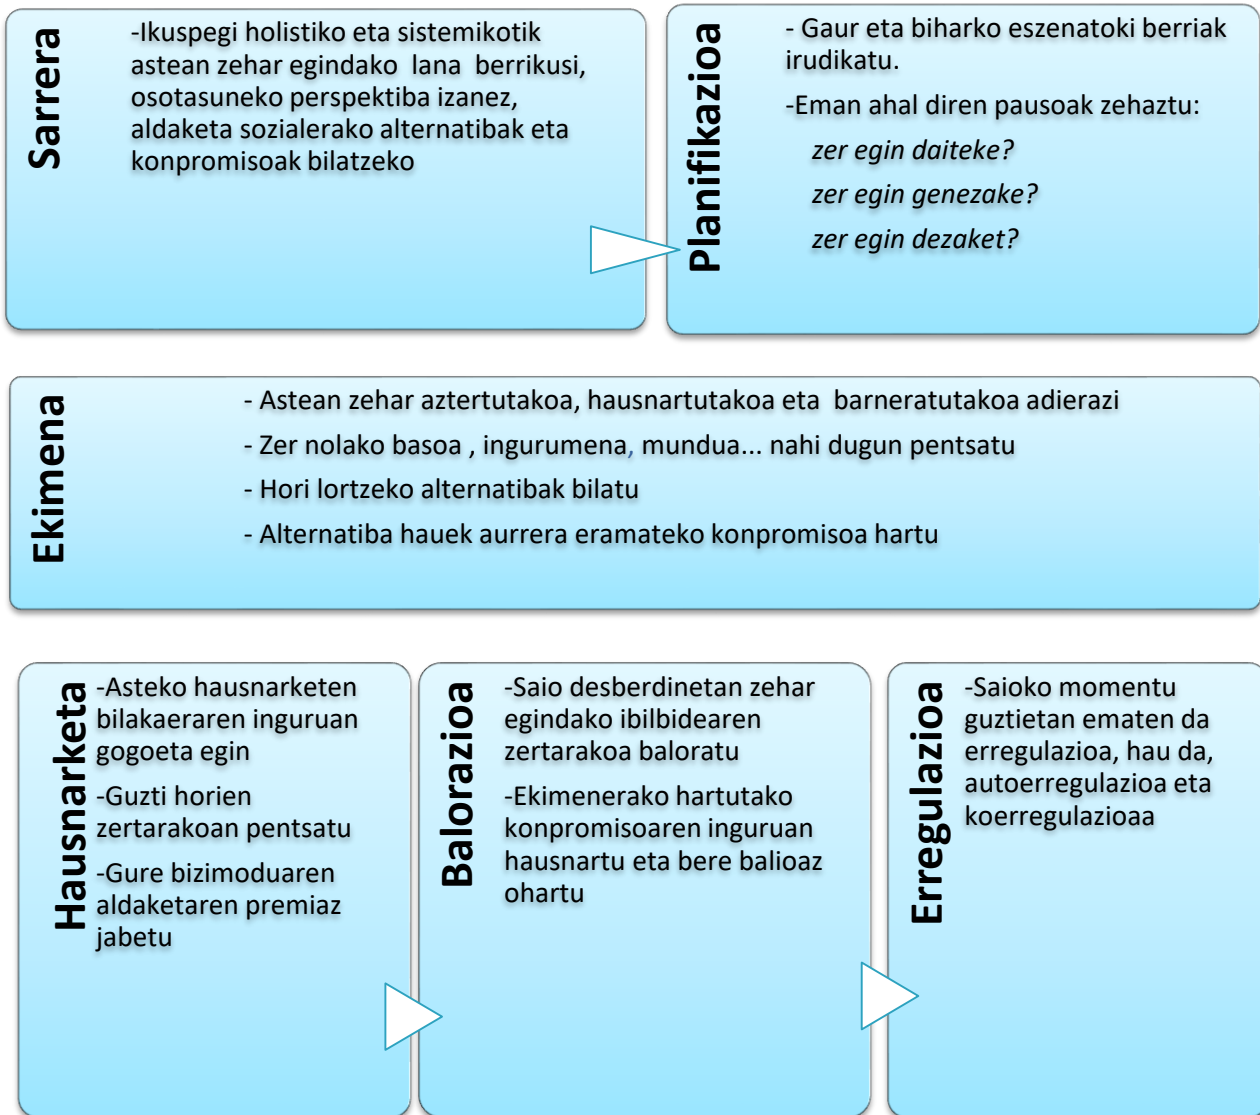 Sarrera
-Ikuspegi holistiko eta sistemikotik
astean zehar egindako lana berrikusi,
osotasuneko perspektiba izanez,
aldaketa sozialerako alternatibak eta
konpromisoak bilatzeko
Planifikazioa
- Gaur eta biharko eszenatoki berriak
irudikatu.
-Eman ahal diren pausoak zehaztu:
zer egin daiteke?
zer egin genezake?
zer egin dezaket?
Ekimena
- Astean zehar aztertutakoa, hausnartutakoa eta barneratutakoa adierazi
- Zer nolako basoa , ingurumena, mundua... nahi dugun pentsatu
- Hori lortzeko alternatibak bilatu
- Alternatiba hauek aurrera eramateko konpromisoa hartu
Hausnarketa
-Asteko hausnarketen
bilakaeraren inguruan
gogoeta egin
-Guzti horien
zertarakoan pentsatu
-Gure bizimoduaren
aldaketaren premiaz
jabetu
Balorazioa
-Saio desberdinetan zehar
egindako ibilbidearen
zertarakoa baloratu
-Ekimenerako hartutako
konpromisoaren inguruan
hausnartu eta bere balioaz
ohartu
Erregulazioa
-Saioko momentu
guztietan ematen da
erregulazioa, hau da,
autoerregulazioa eta
koerregulazioaa